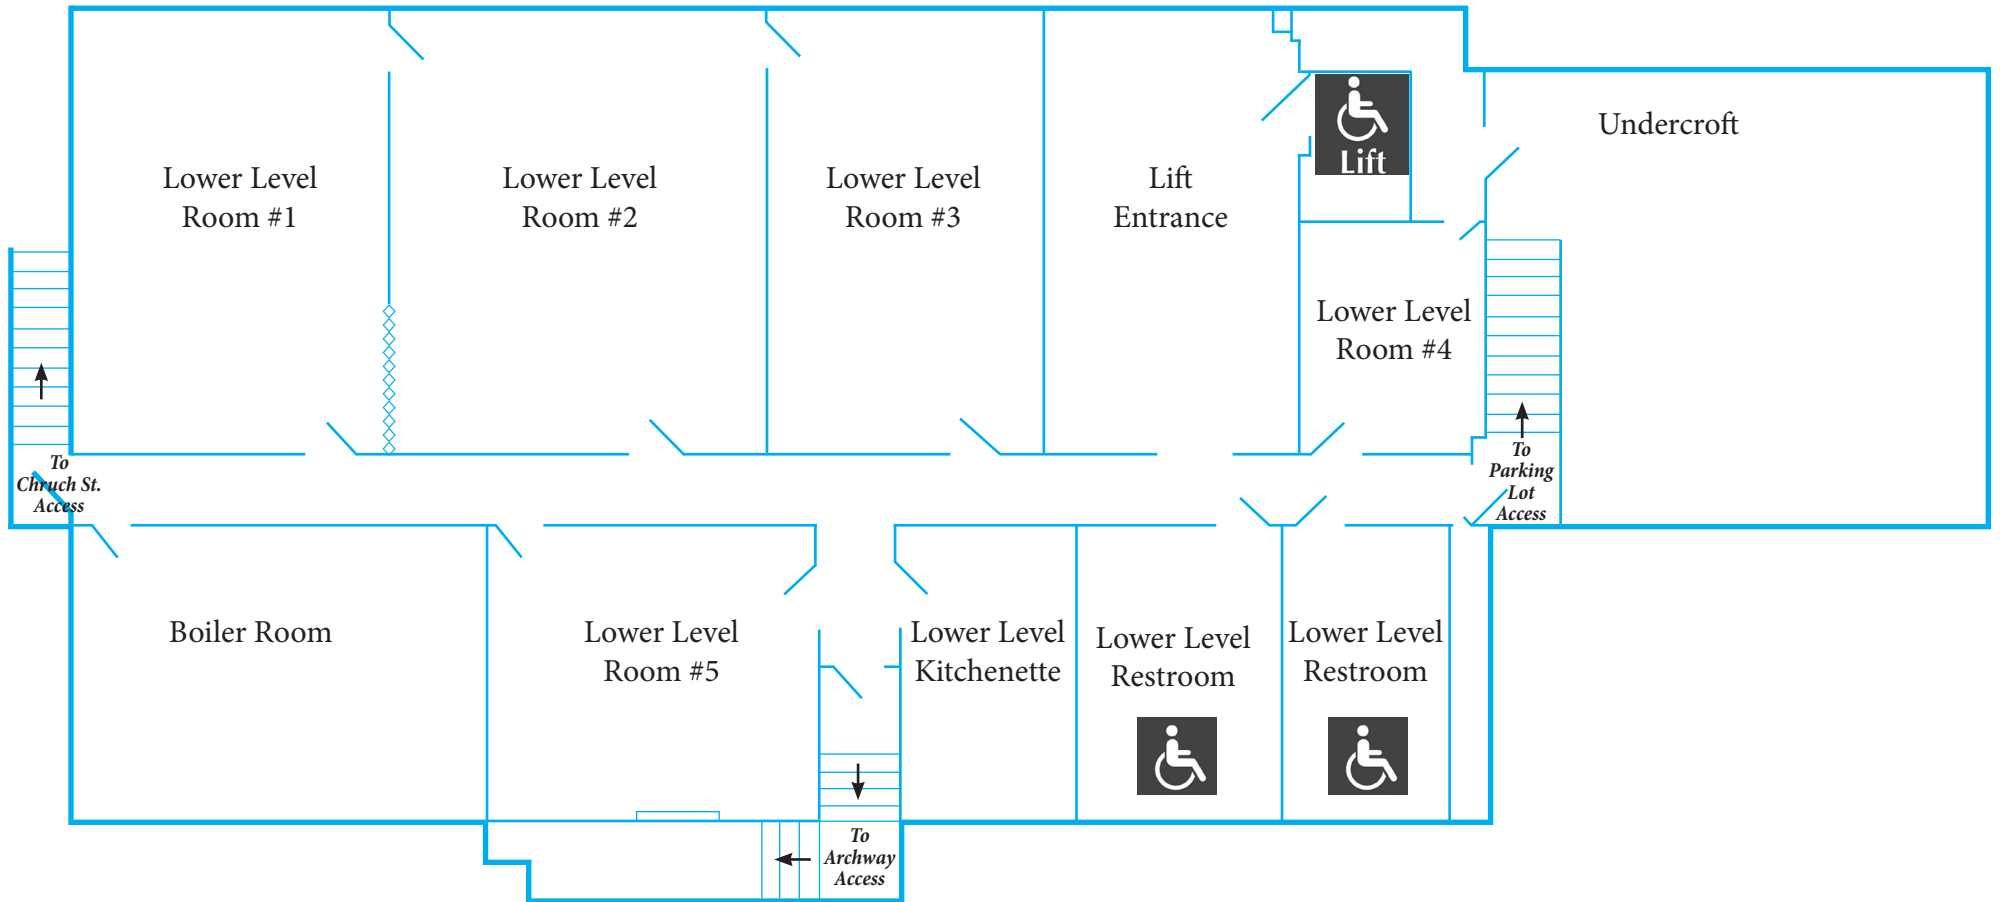 Undercroft
Lower Level
Room #1
Lower Level
Room #2
Lower Level
Room #3
Lift
Entrance
Lift
Lower Level
Room #4
To
Chruch St.
Access
To
Parking
Lot
Access
Boiler Room
Lower Level
Room #5
Lower Level
Kitchenette
Lower Level
Restroom
Lower Level
Restroom
To
Archway
Access